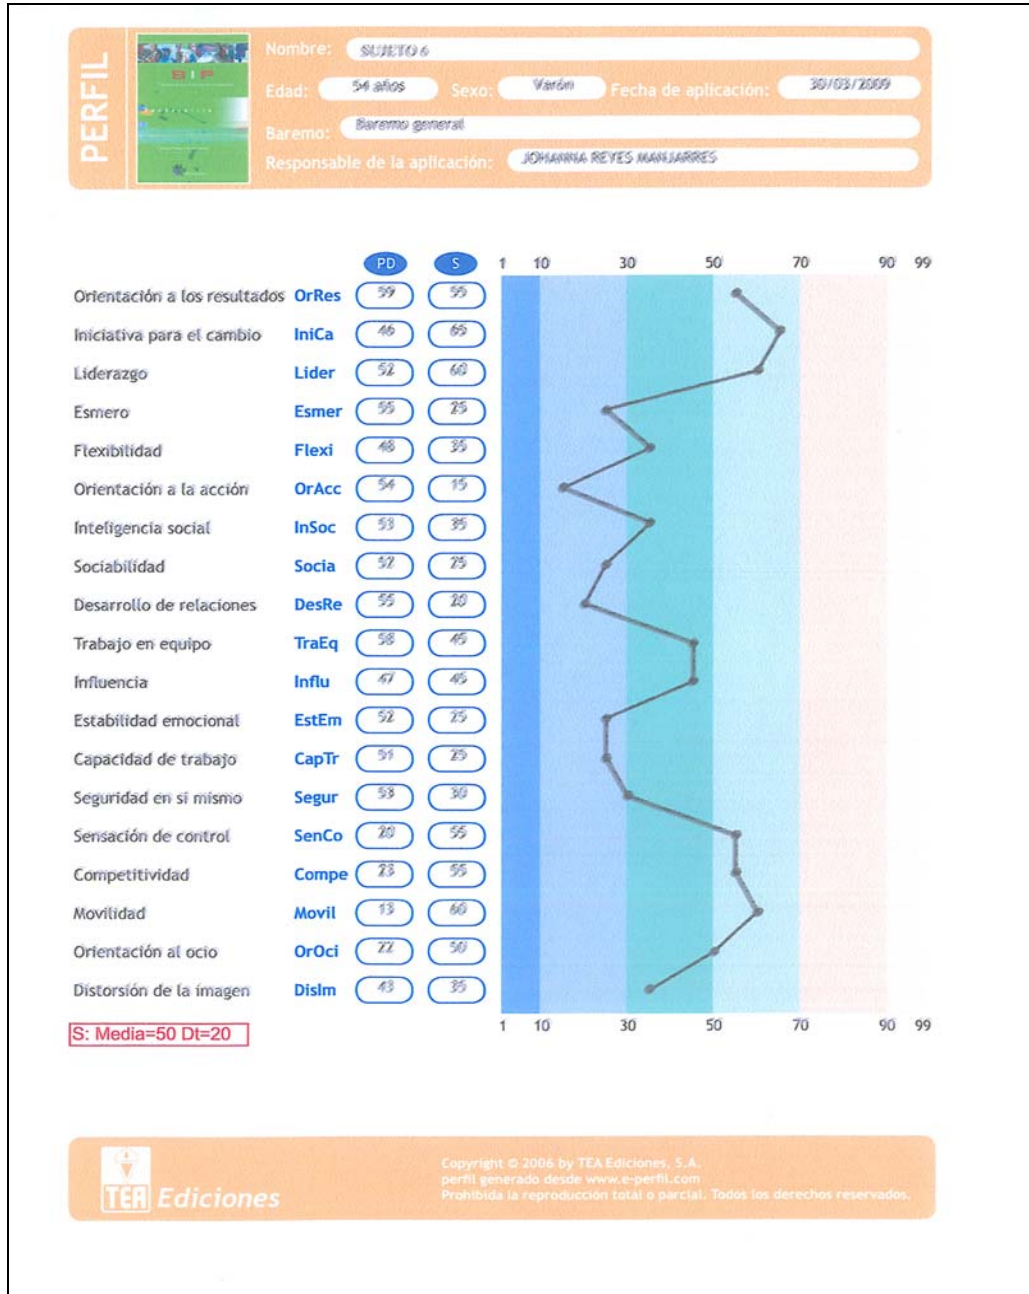 PERFIL
BIP
Nombre: SUJETO 6
Edad: 54 años Sexo: Varón Fecha de aplicación: 30/03/2009
Baremo: Baremo general
Responsable de la aplicación: JOHANNA REYES MANJARRES
PD S 1 10 30 50 70 90 99
Orientación a los resultados OrRes 59 55
Iniciativa para el cambio IniCa 46 65
Liderazgo Lider 52 60
Esmero Esmer 55 25
Flexibilidad Flexi 48 35
Orientación a la acción OrAcc 54 15
Inteligencia social InSoc 53 35
Sociabilidad Socia 52 25
Desarrollo de relaciones DesRe 55 20
Trabajo en equipo TraEq 58 45
Influencia Influ 47 45
Estabilidad emocional EstEm 52 25
Capacidad de trabajo CapTr 51 25
Seguridad en sí mismo Segur 53 30
Sensación de control SenCo 20 55
Competitividad Compe 23 55
Movilidad Movil 13 60
Orientación al ocio OrOci 22 50
Distorsión de la imagen DisIm 43 35
1 10 30 50 70 90 99
S: Media=50 Dt=20
TEA Ediciones
Copyright © 2006 by TEA Ediciones, S.A.
perfil generado desde www.e-perfil.com
Prohibida la reproducción total o parcial. Todos los derechos reservados.